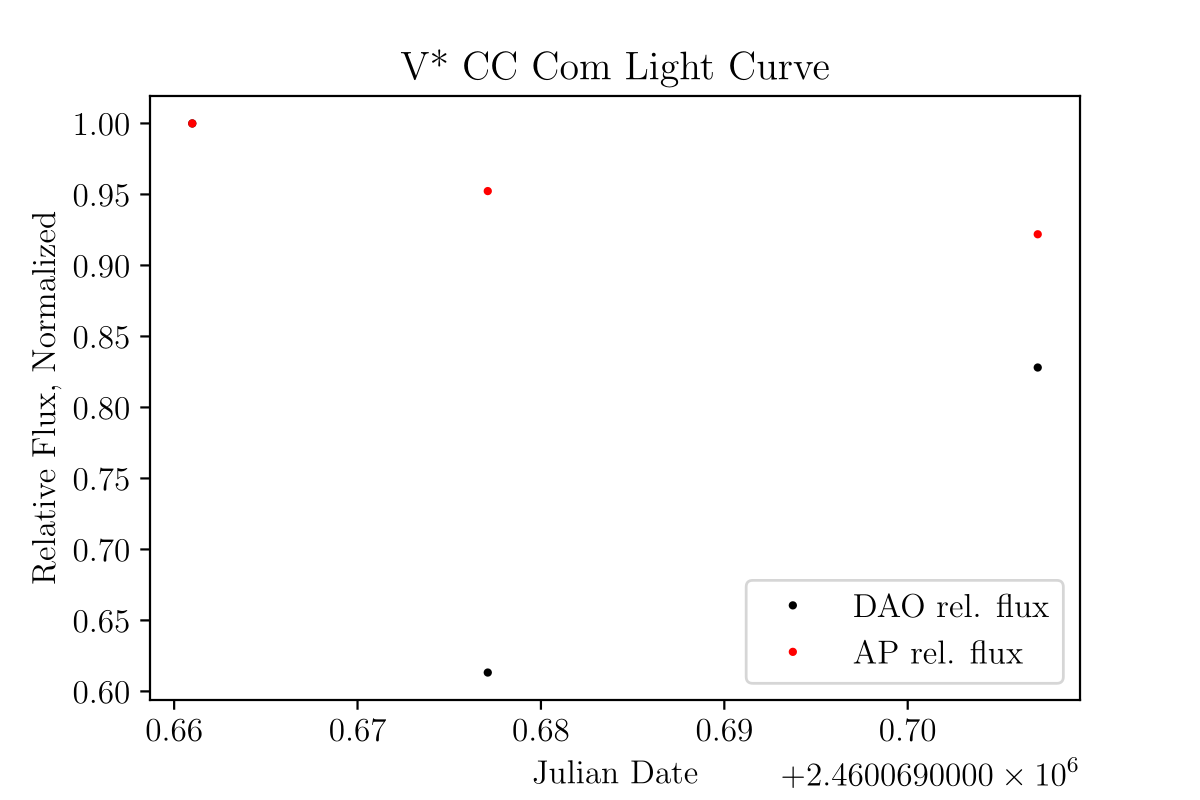 V* CC Com Light Curve
Relative Flux, Normalized
1.00
0.95
0.90
0.85
0.80
0.75
0.70
0.65
0.60
DAO rel. flux
AP rel. flux
0.66 0.67 0.68 0.69 0.70
Julian Date
+2.4600690000 × 10⁶